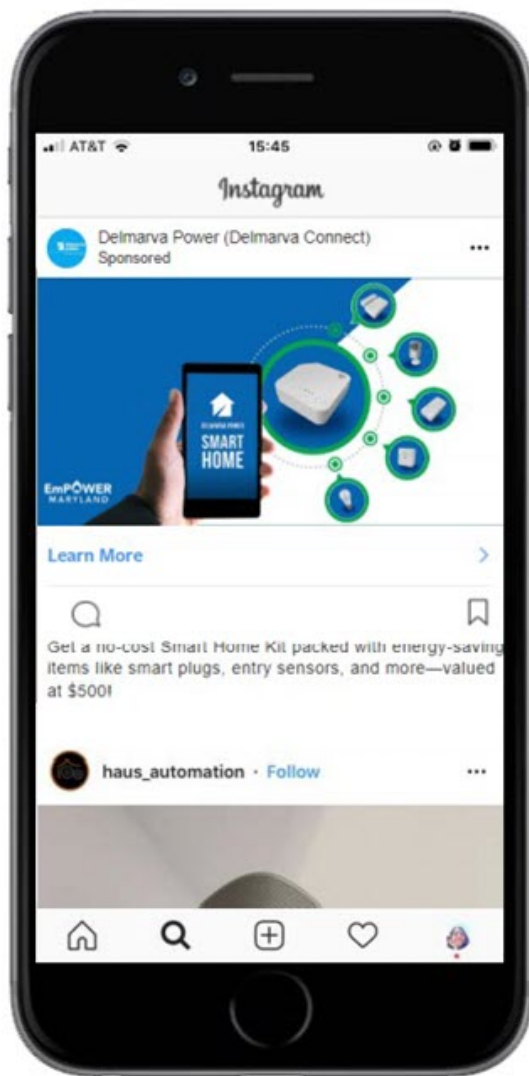 AT&T 15:45
Instagram
Delmarva Power (Delmarva Connect)
Sponsored
DELMARVA POWER
SMART
HOME
EmPOWER
MARYLAND
Learn More
Get a no-cost Smart Home Kit packed with energy-saving
items like smart plugs, entry sensors, and more—valued
at $500!
haus_automation · Follow